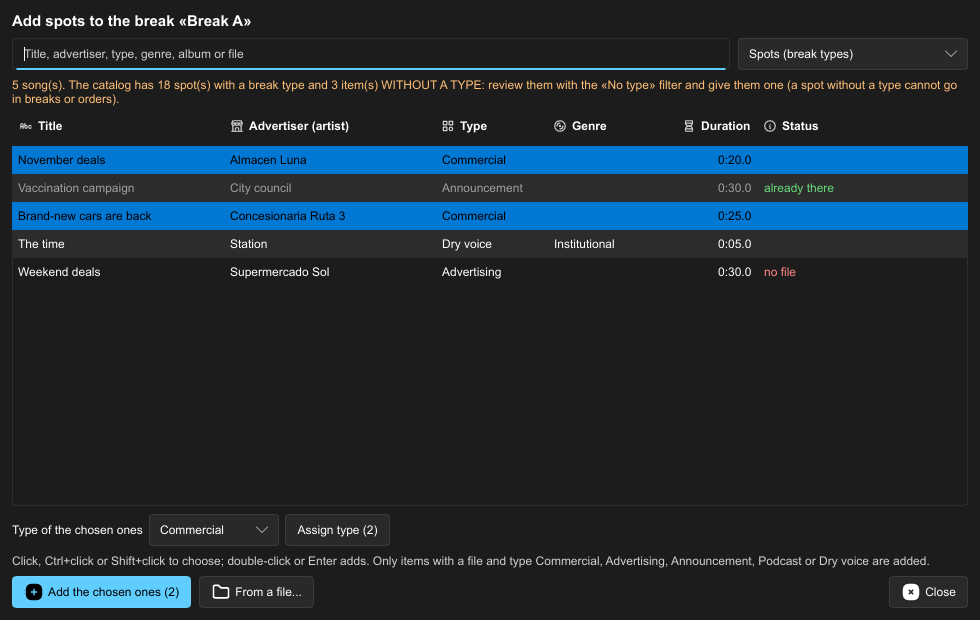 Add spots to the break «Break A»
Title, advertiser, type, genre, album or file
Spots (break types)
5 song(s). The catalog has 18 spot(s) with a break type and 3 item(s) WITHOUT A TYPE: review them with the «No type» filter and give them one (a spot without a type cannot go
in breaks or orders).
Abc Title Advertiser (artist) Type Genre Duration Status
November deals Almacen Luna Commercial 0:20.0
Vaccination campaign City council Announcement 0:30.0 already there
Brand-new cars are back Concesionaria Ruta 3 Commercial 0:25.0
The time Station Dry voice Institutional 0:05.0
Weekend deals Supermercado Sol Advertising 0:30.0 no file
Type of the chosen ones Commercial Assign type (2)
Click, Ctrl+click or Shift+click to choose; double-click or Enter adds. Only items with a file and type Commercial, Advertising, Announcement, Podcast or Dry voice are added.
Add the chosen ones (2) From a file... Close